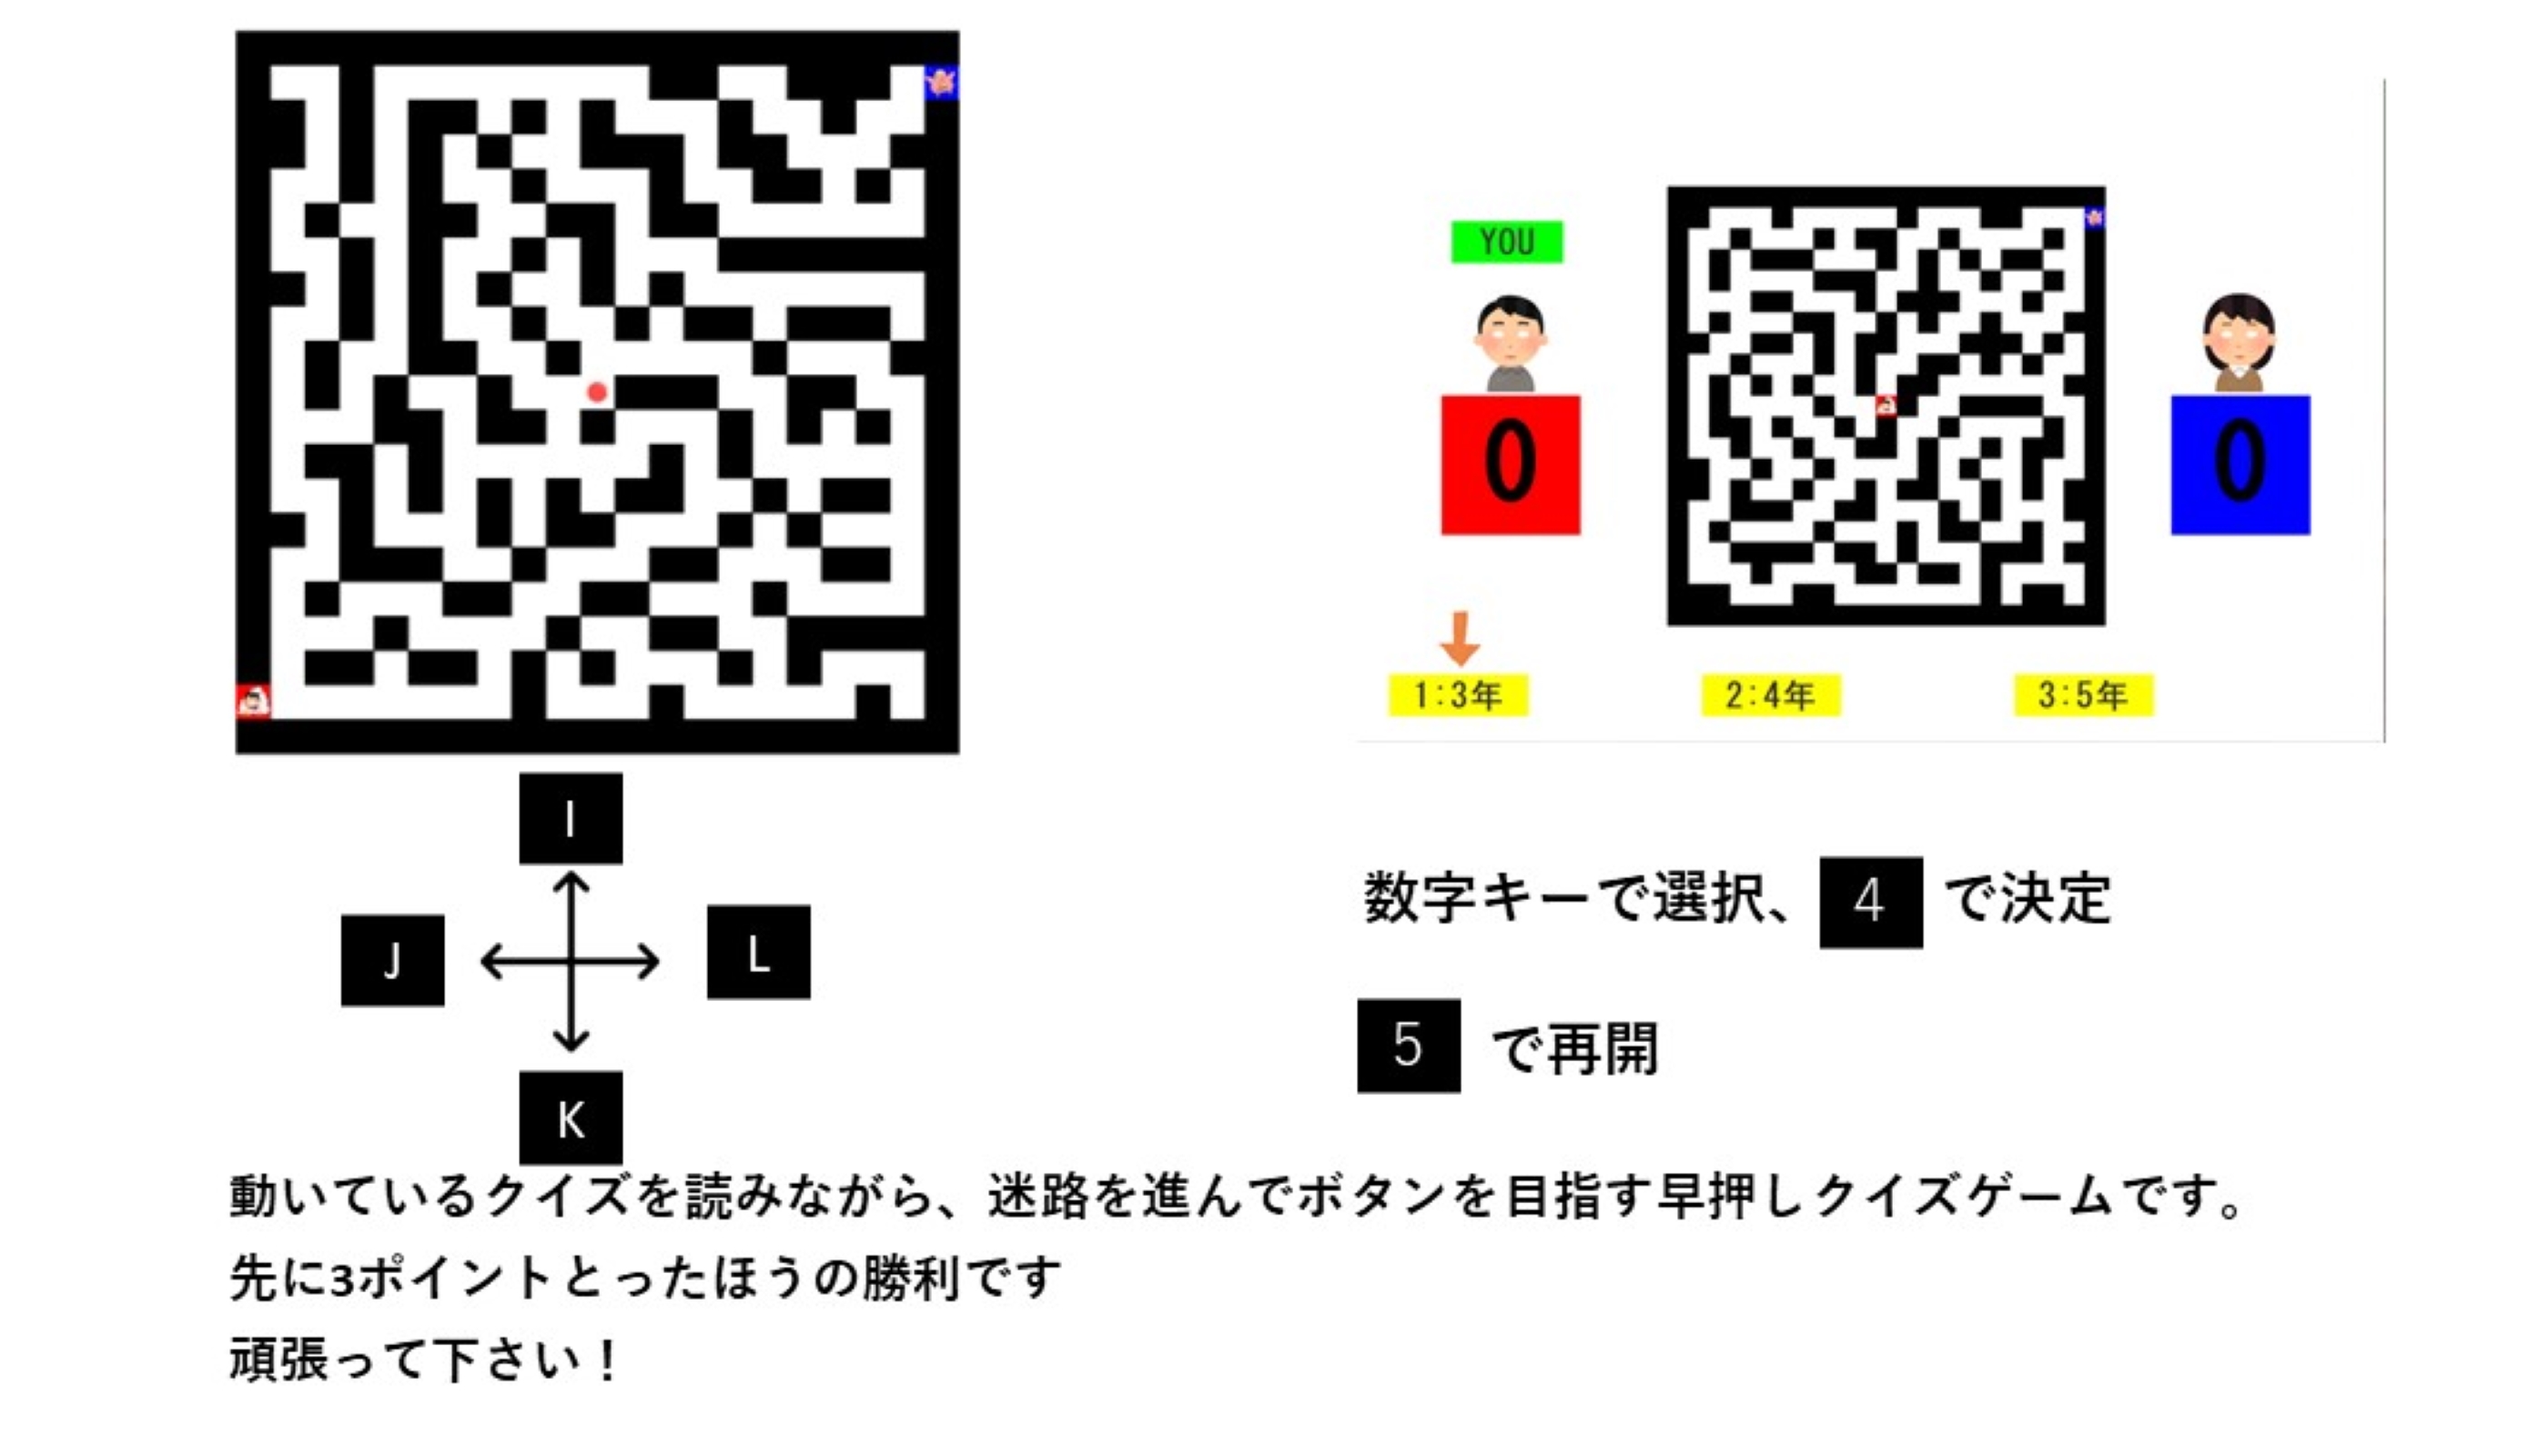 YOU
0
0
1:3年
2:4年
3:5年
I
J
L
K
数字キーで選択、4で決定
5で再開
動いているクイズを読みながら、迷路を進んでボタンを目指す早押しクイズゲームです。
先に3ポイントとったほうの勝利です
頑張って下さい！